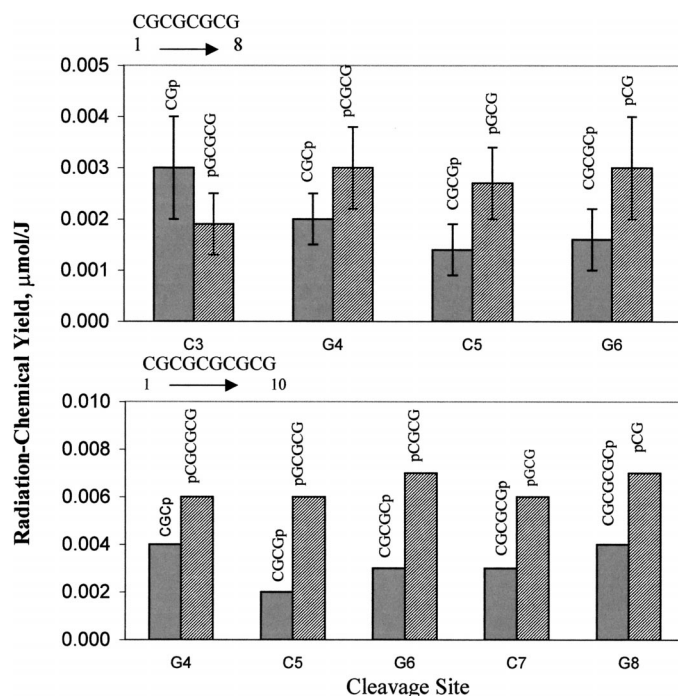 CGCGCGCG
1 8
0.005
0.004
0.003
0.002
0.001
0.000
CGp
pGCGCG
CGCp
pCGCG
CGCGp
pGCG
CGCGCp
pCG
C3 G4 C5 G6
Radiation-Chemical Yield, μmol/J
CGCGCGCGCG
1 10
0.010
0.008
0.006
0.004
0.002
0.000
CGCp
pCGCGCG
CGCGp
pGCGCG
CGCGCp
pCGCG
CGCGCGp
pGCG
CGCGCGCp
pCG
G4 C5 G6 C7 G8
Cleavage Site